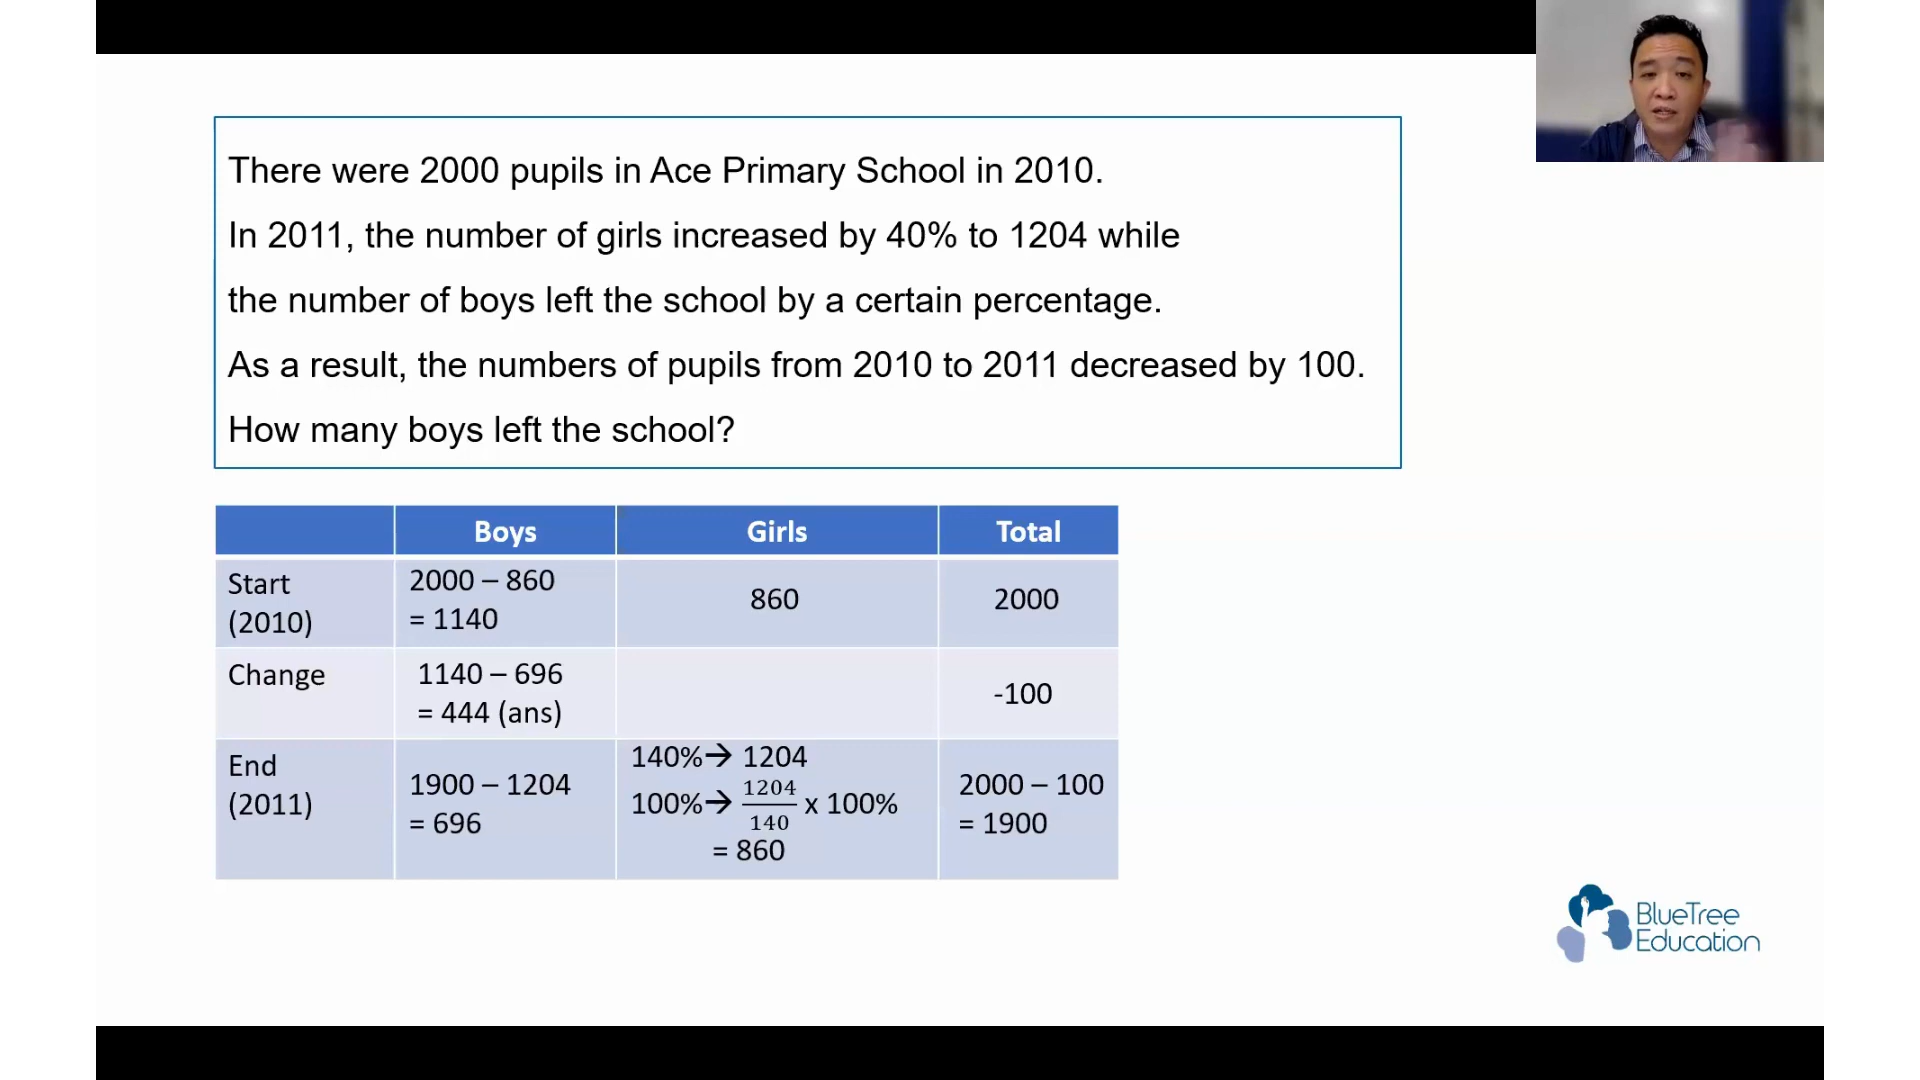 There were 2000 pupils in Ace Primary School in 2010.
In 2011, the number of girls increased by 40% to 1204 while
the number of boys left the school by a certain percentage.
As a result, the numbers of pupils from 2010 to 2011 decreased by 100.
How many boys left the school?
Boys Girls Total
Start
(2010)
2000 – 860
= 1140
860
2000
Change
1140 – 696
= 444 (ans)
-100
End
(2011)
1900 – 1204
= 696
140%→ 1204
100%→ 1204/140 x 100%
= 860
2000 – 100
= 1900
BlueTree
Education